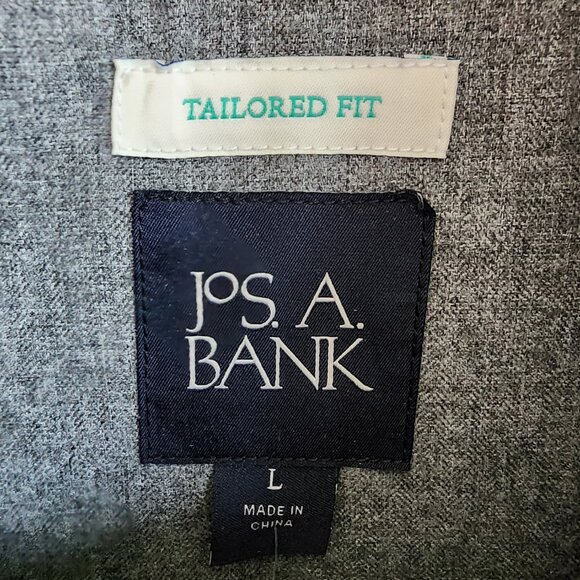 TAILORED FIT
JOS. A.
BANK
L
MADE IN
CHINA